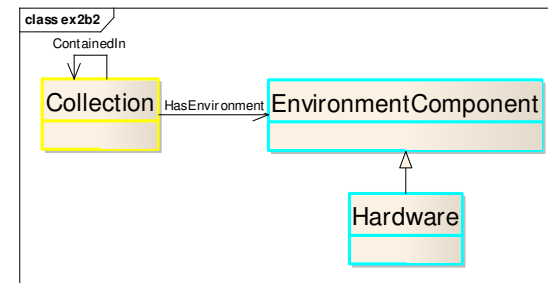 class ex2b2
ContainedIn
Collection
HasEnvironment
EnvironmentComponent
Hardware